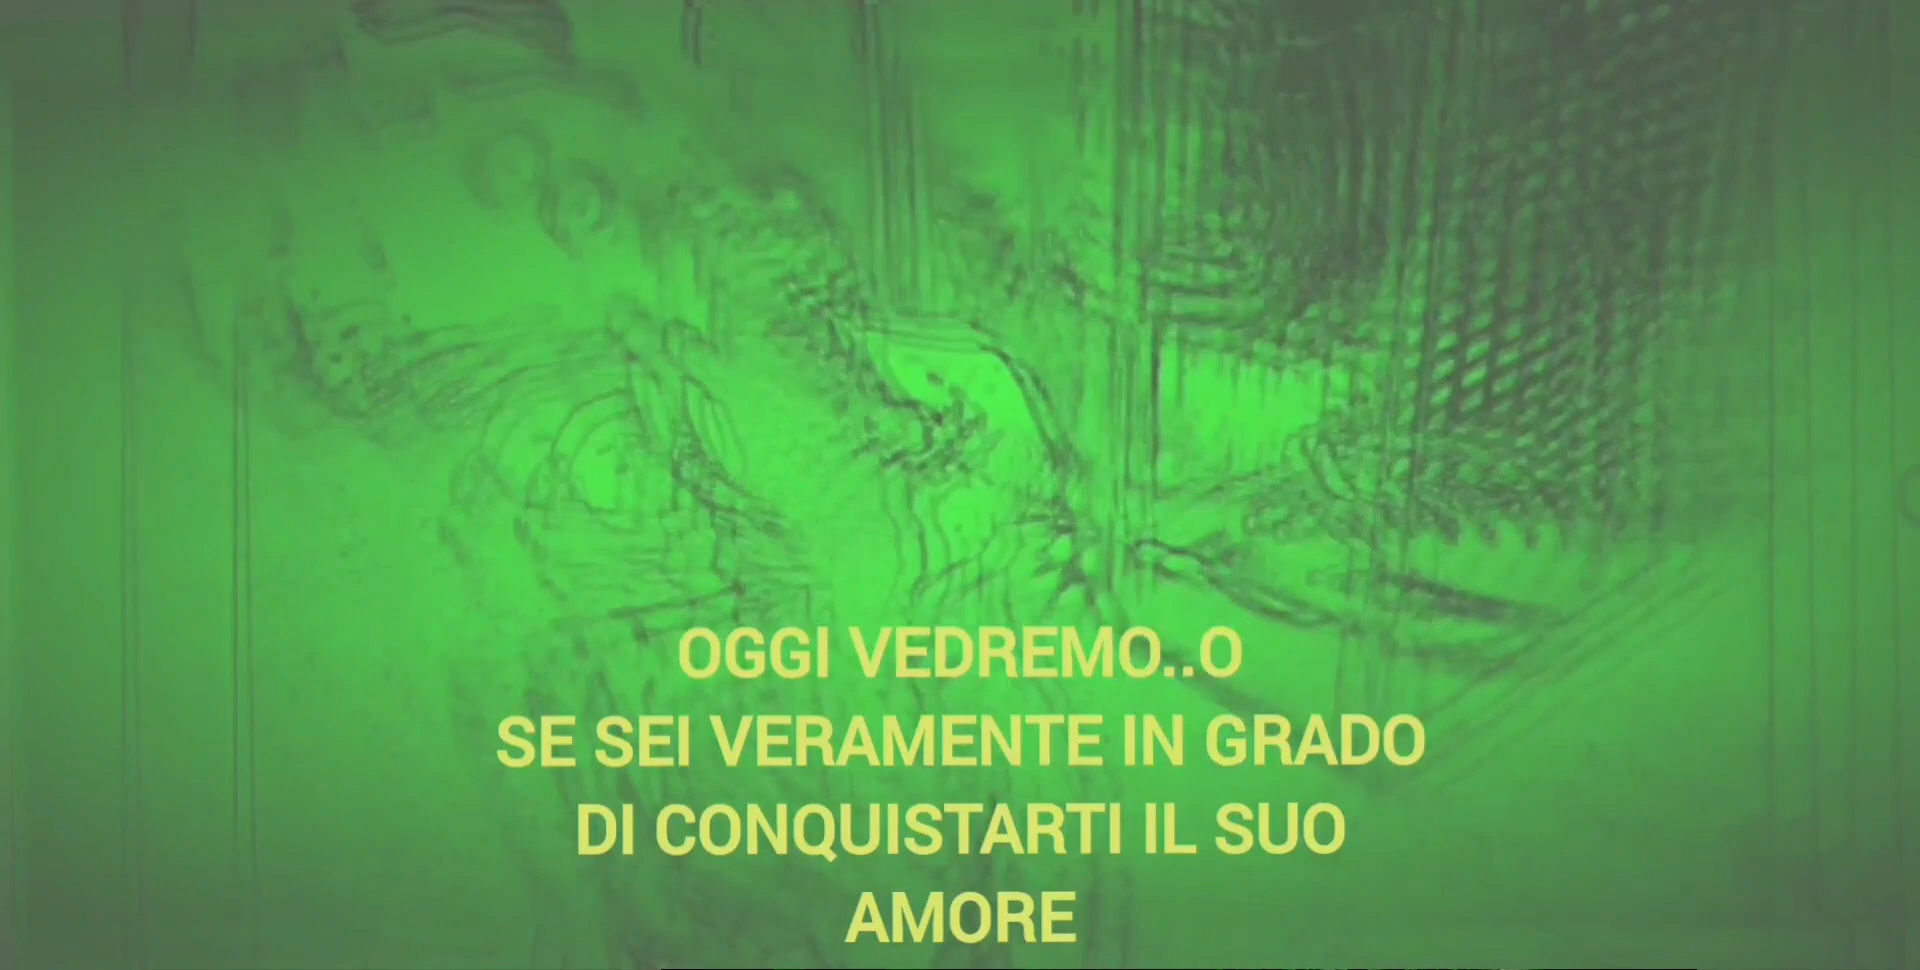 OGGI VEDREMO..O
SE SEI VERAMENTE IN GRADO
DI CONQUISTARTI IL SUO
AMORE